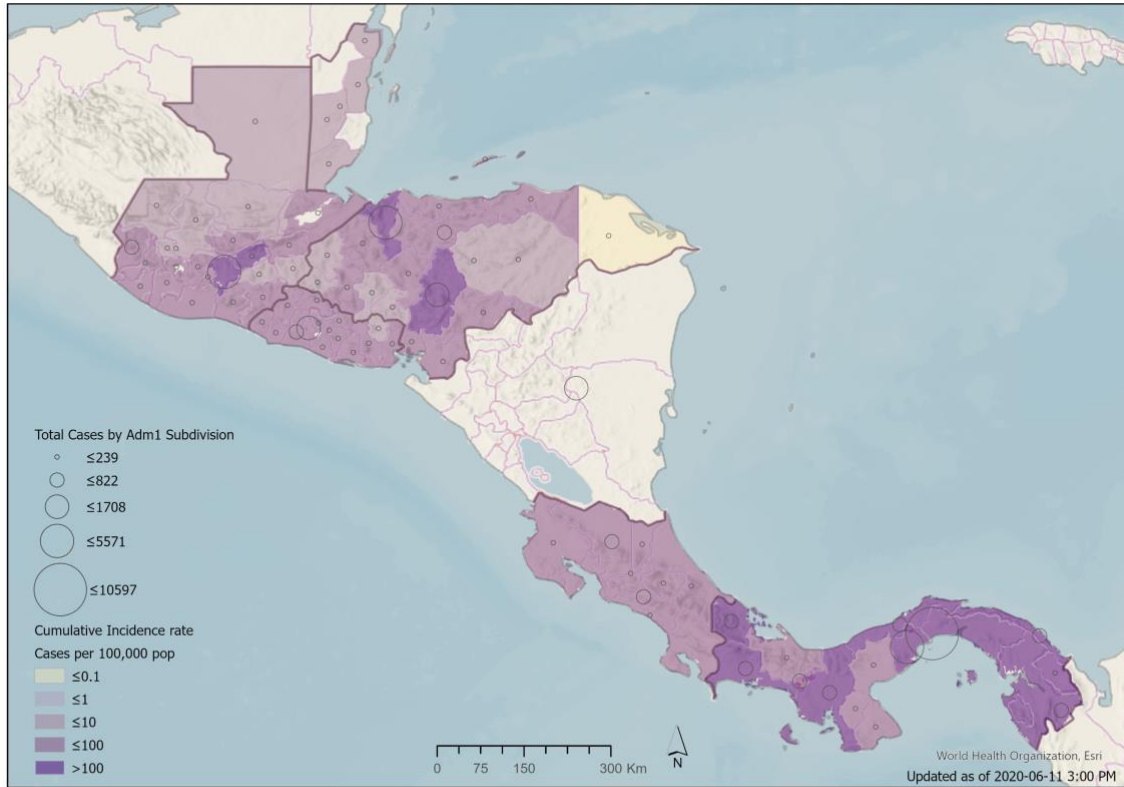 Total Cases by Adm1 Subdivision
≤239
≤822
≤1708
≤5571
≤10597
Cumulative Incidence rate
Cases per 100,000 pop
≤0.1
≤1
≤10
≤100
>100
0 75 150 300 Km
N
World Health Organization, Esri
Updated as of 2020-06-11 3:00 PM